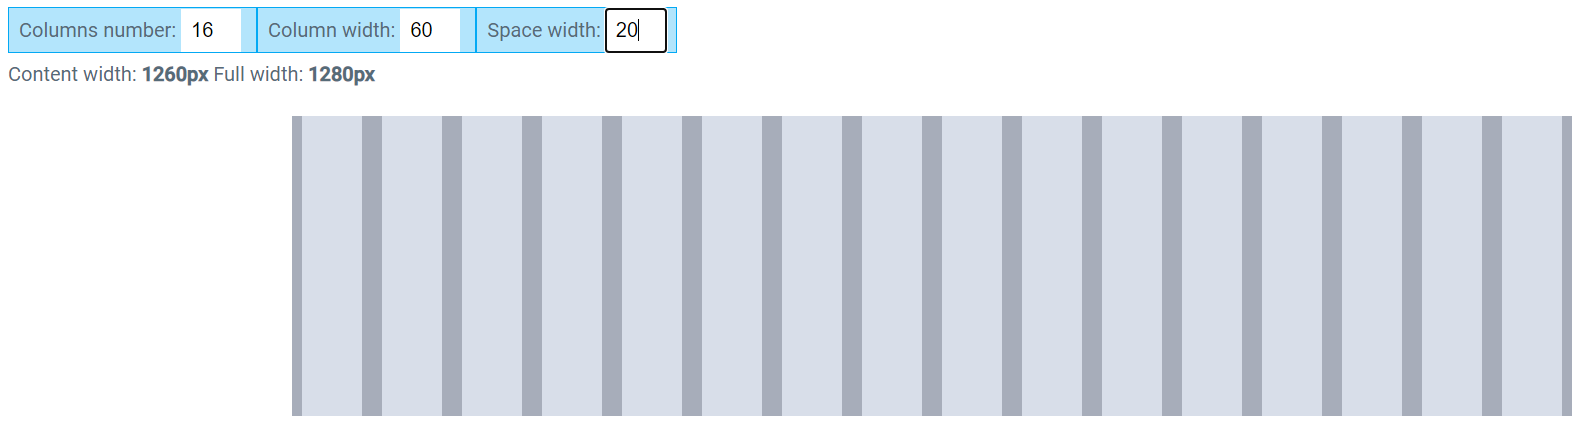 Columns number: 16 Column width: 60 Space width: 20
Content width: 1260px Full width: 1280px